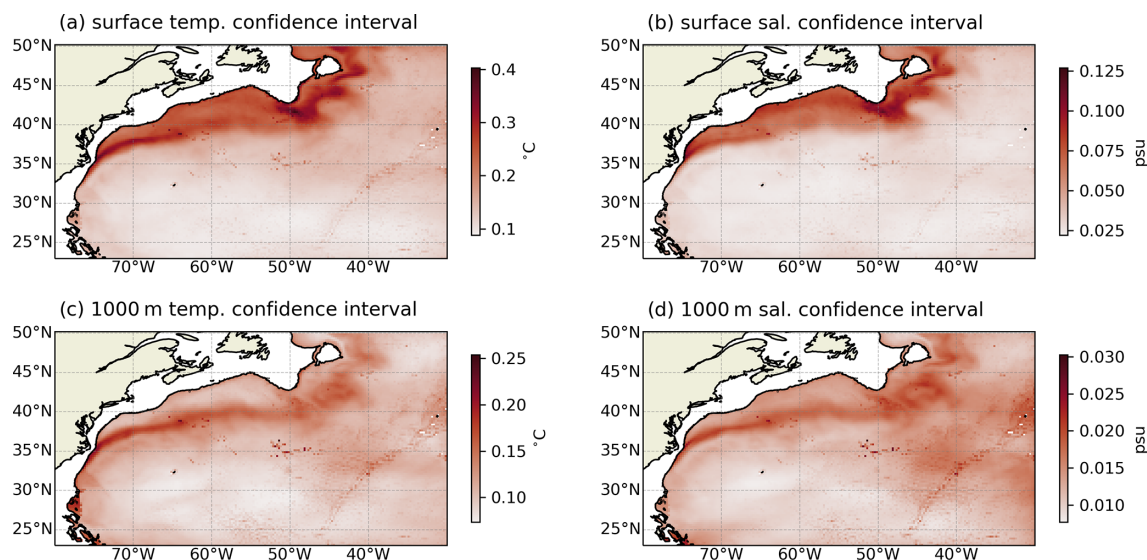 (a) surface temp. confidence interval
50°N
45°N
40°N
35°N
30°N
25°N
70°W 60°W 50°W 40°W
0.4
0.3
0.2
0.1
°C
(b) surface sal. confidence interval
50°N
45°N
40°N
35°N
30°N
25°N
70°W 60°W 50°W 40°W
0.125
0.100
0.075
0.050
0.025
psu
(c) 1000 m temp. confidence interval
50°N
45°N
40°N
35°N
30°N
25°N
70°W 60°W 50°W 40°W
0.25
0.20
0.15
0.10
°C
(d) 1000 m sal. confidence interval
50°N
45°N
40°N
35°N
30°N
25°N
70°W 60°W 50°W 40°W
0.030
0.025
0.020
0.015
0.010
psu